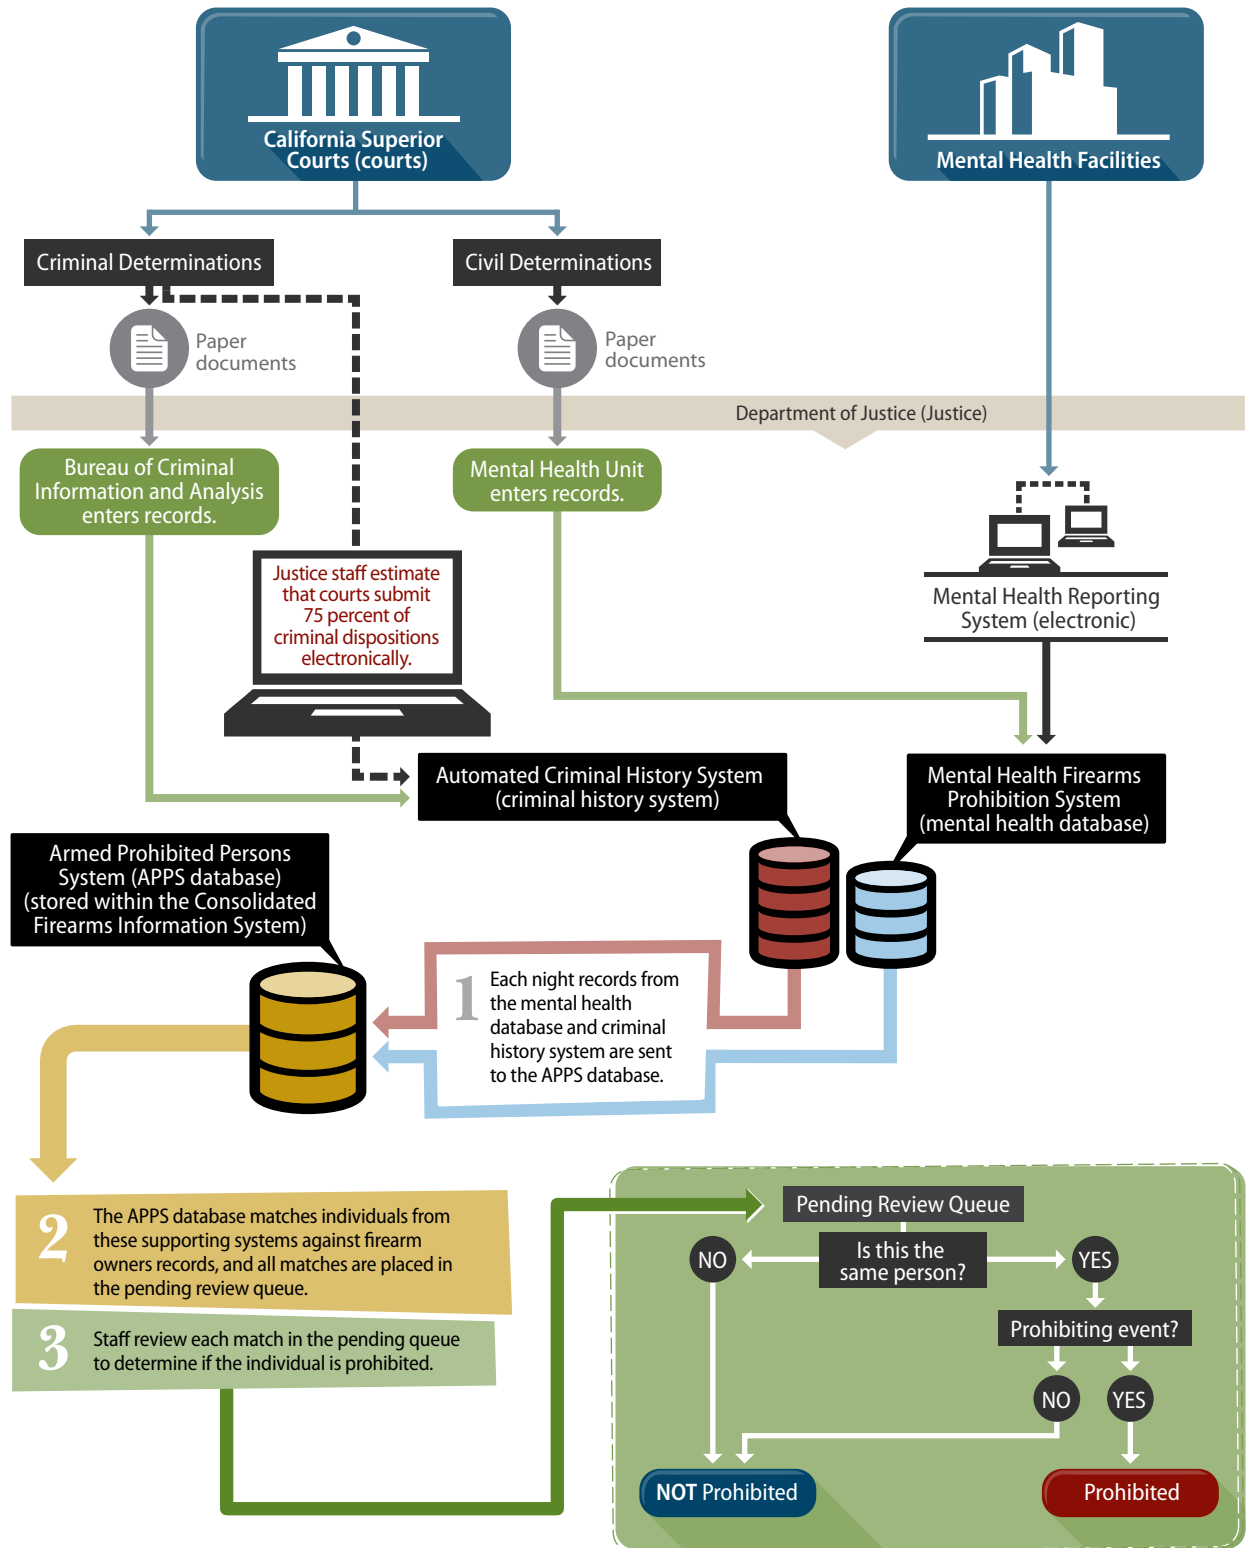 California Superior
Courts (courts)
Mental Health Facilities
Criminal Determinations
Civil Determinations
Paper
documents
Paper
documents
Department of Justice (Justice)
Bureau of Criminal
Information and Analysis
enters records.
Mental Health Unit
enters records.
Justice staff estimate
that courts submit
75 percent of
criminal dispositions
electronically.
Mental Health Reporting
System (electronic)
Automated Criminal History System
(criminal history system)
Mental Health Firearms
Prohibition System
(mental health database)
Armed Prohibited Persons
System (APPS database)
(stored within the Consolidated
Firearms Information System)
1
Each night records from
the mental health
database and criminal
history system are sent
to the APPS database.
2
The APPS database matches individuals from
these supporting systems against firearm
owners records, and all matches are placed in
the pending review queue.
3
Staff review each match in the pending queue
to determine if the individual is prohibited.
Pending Review Queue
Is this the
same person?
NO
YES
Prohibiting event?
NO
YES
NOT Prohibited
Prohibited